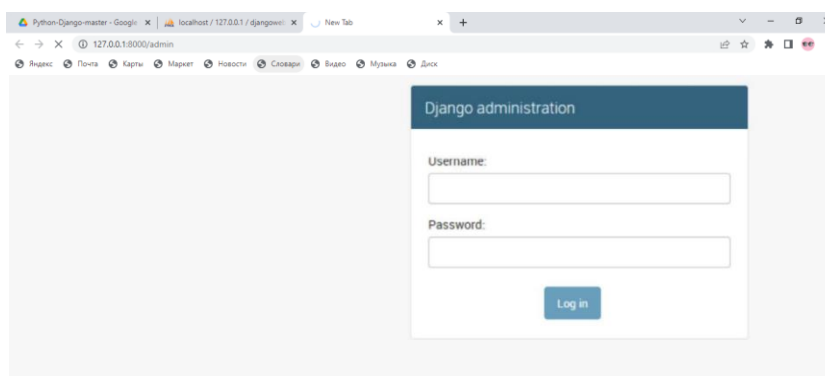 Python-Django-master - Google
localhost / 127.0.0.1 / djangowe
New Tab
127.0.0.1:8000/admin
Яндекс Почта Карты Маркет Новости Словари Видео Музыка Диск
Django administration
Username:
Password:
Log in